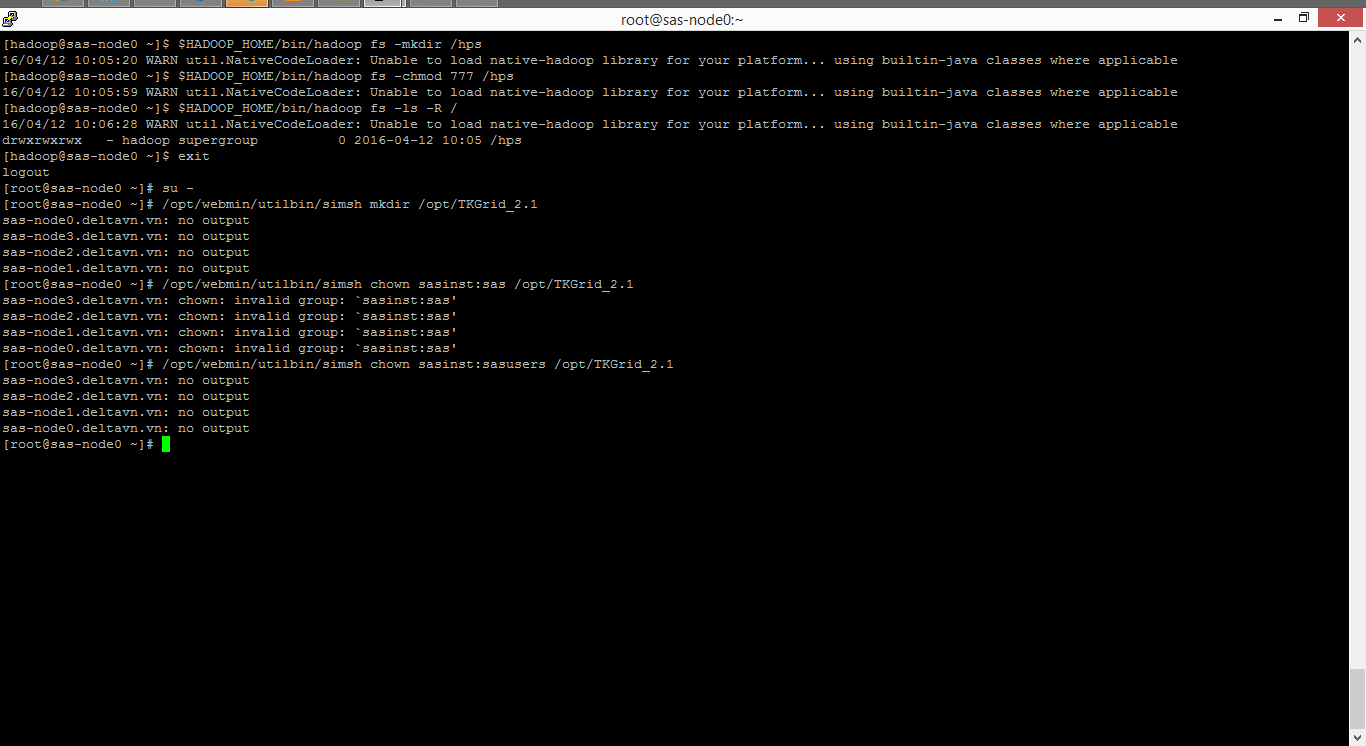 root@sas-node0:~
[hadoop@sas-node0 ~]$ $HADOOP_HOME/bin/hadoop fs -mkdir /hps
16/04/12 10:05:20 WARN util.NativeCodeLoader: Unable to load native-hadoop library for your platform... using builtin-java classes where applicable
[hadoop@sas-node0 ~]$ $HADOOP_HOME/bin/hadoop fs -chmod 777 /hps
16/04/12 10:05:59 WARN util.NativeCodeLoader: Unable to load native-hadoop library for your platform... using builtin-java classes where applicable
[hadoop@sas-node0 ~]$ $HADOOP_HOME/bin/hadoop fs -ls -R /
16/04/12 10:06:28 WARN util.NativeCodeLoader: Unable to load native-hadoop library for your platform... using builtin-java classes where applicable
drwxrwxrwx   - hadoop supergroup          0 2016-04-12 10:05 /hps
[hadoop@sas-node0 ~]$ exit
logout
[root@sas-node0 ~]# su -
[root@sas-node0 ~]# /opt/webmin/utilbin/simsh mkdir /opt/TKGrid_2.1
sas-node0.deltavn.vn: no output
sas-node3.deltavn.vn: no output
sas-node2.deltavn.vn: no output
sas-node1.deltavn.vn: no output
[root@sas-node0 ~]# /opt/webmin/utilbin/simsh chown sasinst:sas /opt/TKGrid_2.1
sas-node3.deltavn.vn: chown: invalid group: `sasinst:sas'
sas-node2.deltavn.vn: chown: invalid group: `sasinst:sas'
sas-node1.deltavn.vn: chown: invalid group: `sasinst:sas'
sas-node0.deltavn.vn: chown: invalid group: `sasinst:sas'
[root@sas-node0 ~]# /opt/webmin/utilbin/simsh chown sasinst:sasusers /opt/TKGrid_2.1
sas-node3.deltavn.vn: no output
sas-node2.deltavn.vn: no output
sas-node1.deltavn.vn: no output
sas-node0.deltavn.vn: no output
[root@sas-node0 ~]#